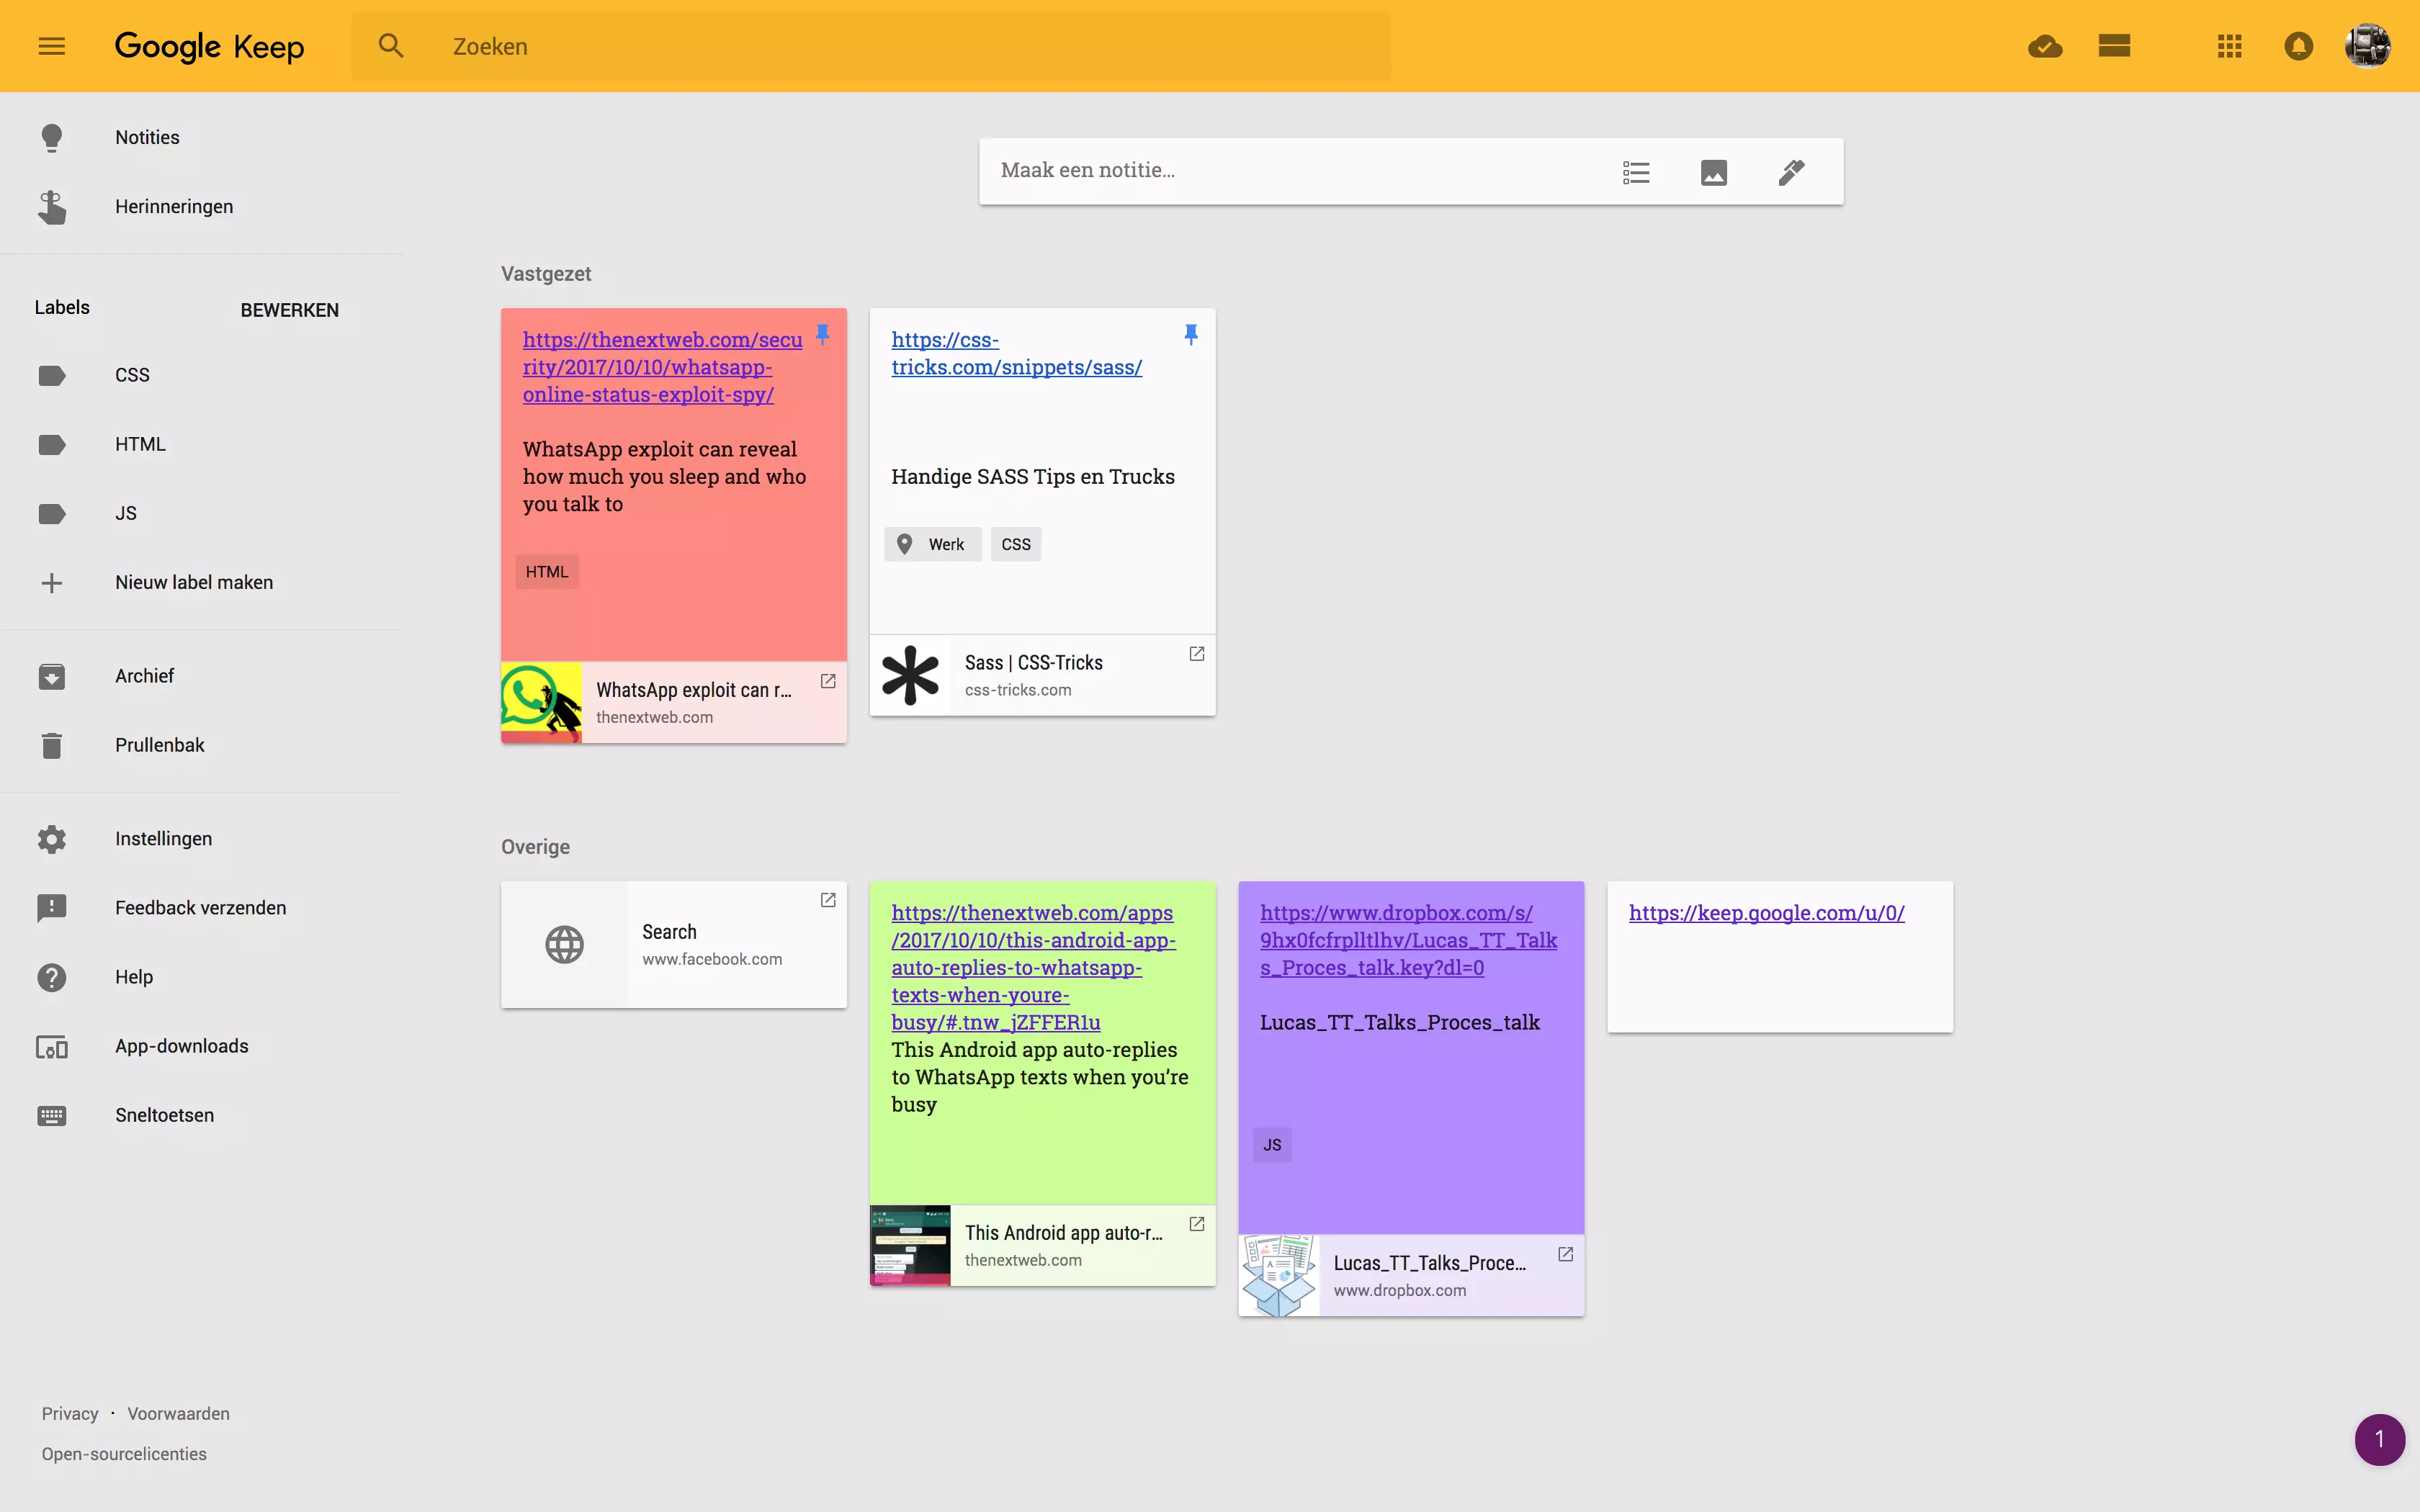 Google Keep
Zoeken
Notities
Herinneringen
Labels
BEWERKEN
CSS
HTML
JS
Nieuw label maken
Archief
Prullenbak
Instellingen
Feedback verzenden
Help
App-downloads
Sneltoetsen
Privacy · Voorwaarden
Open-sourcelicenties
Maak een notitie...
Vastgezet
https://thenextweb.com/secu
rity/2017/10/10/whatsapp-
online-status-exploit-spy/
WhatsApp exploit can reveal
how much you sleep and who
you talk to
HTML
WhatsApp exploit can r...
thenextweb.com
https://css-
tricks.com/snippets/sass/
Handige SASS Tips en Trucks
Werk
CSS
Sass | CSS-Tricks
css-tricks.com
Overige
Search
www.facebook.com
https://thenextweb.com/apps
/2017/10/10/this-android-app-
auto-replies-to-whatsapp-
texts-when-youre-
busy/#.tnw_jZFFER1u
This Android app auto-replies
to WhatsApp texts when you’re
busy
This Android app auto-r...
thenextweb.com
https://www.dropbox.com/s/
9hx0fcfrplltlhv/Lucas_TT_Talk
s_Proces_talk.key?dl=0
Lucas_TT_Talks_Proces_talk
JS
Lucas_TT_Talks_Proce...
www.dropbox.com
https://keep.google.com/u/0/
1